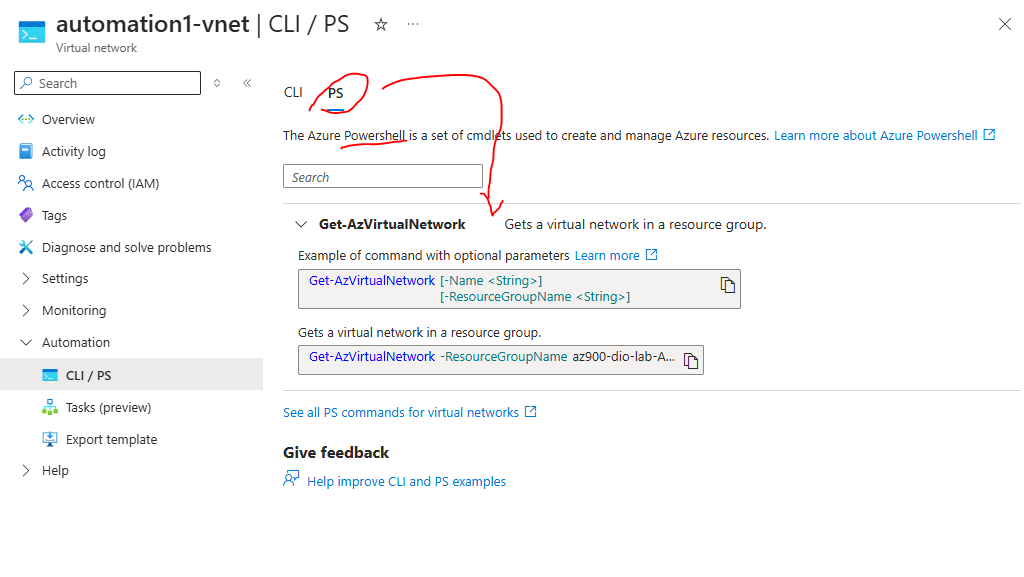 automation1-vnet | CLI / PS
Virtual network
Search
Overview
Activity log
Access control (IAM)
Tags
Diagnose and solve problems
Settings
Monitoring
Automation
CLI / PS
Tasks (preview)
Export template
Help
CLI PS
The Azure Powershell is a set of cmdlets used to create and manage Azure resources. Learn more about Azure Powershell
Search
Get-AzVirtualNetwork Gets a virtual network in a resource group.
Example of command with optional parameters Learn more
Get-AzVirtualNetwork [-Name <String>]
[-ResourceGroupName <String>]
Gets a virtual network in a resource group.
Get-AzVirtualNetwork -ResourceGroupName az900-dio-lab-A...
See all PS commands for virtual networks
Give feedback
Help improve CLI and PS examples